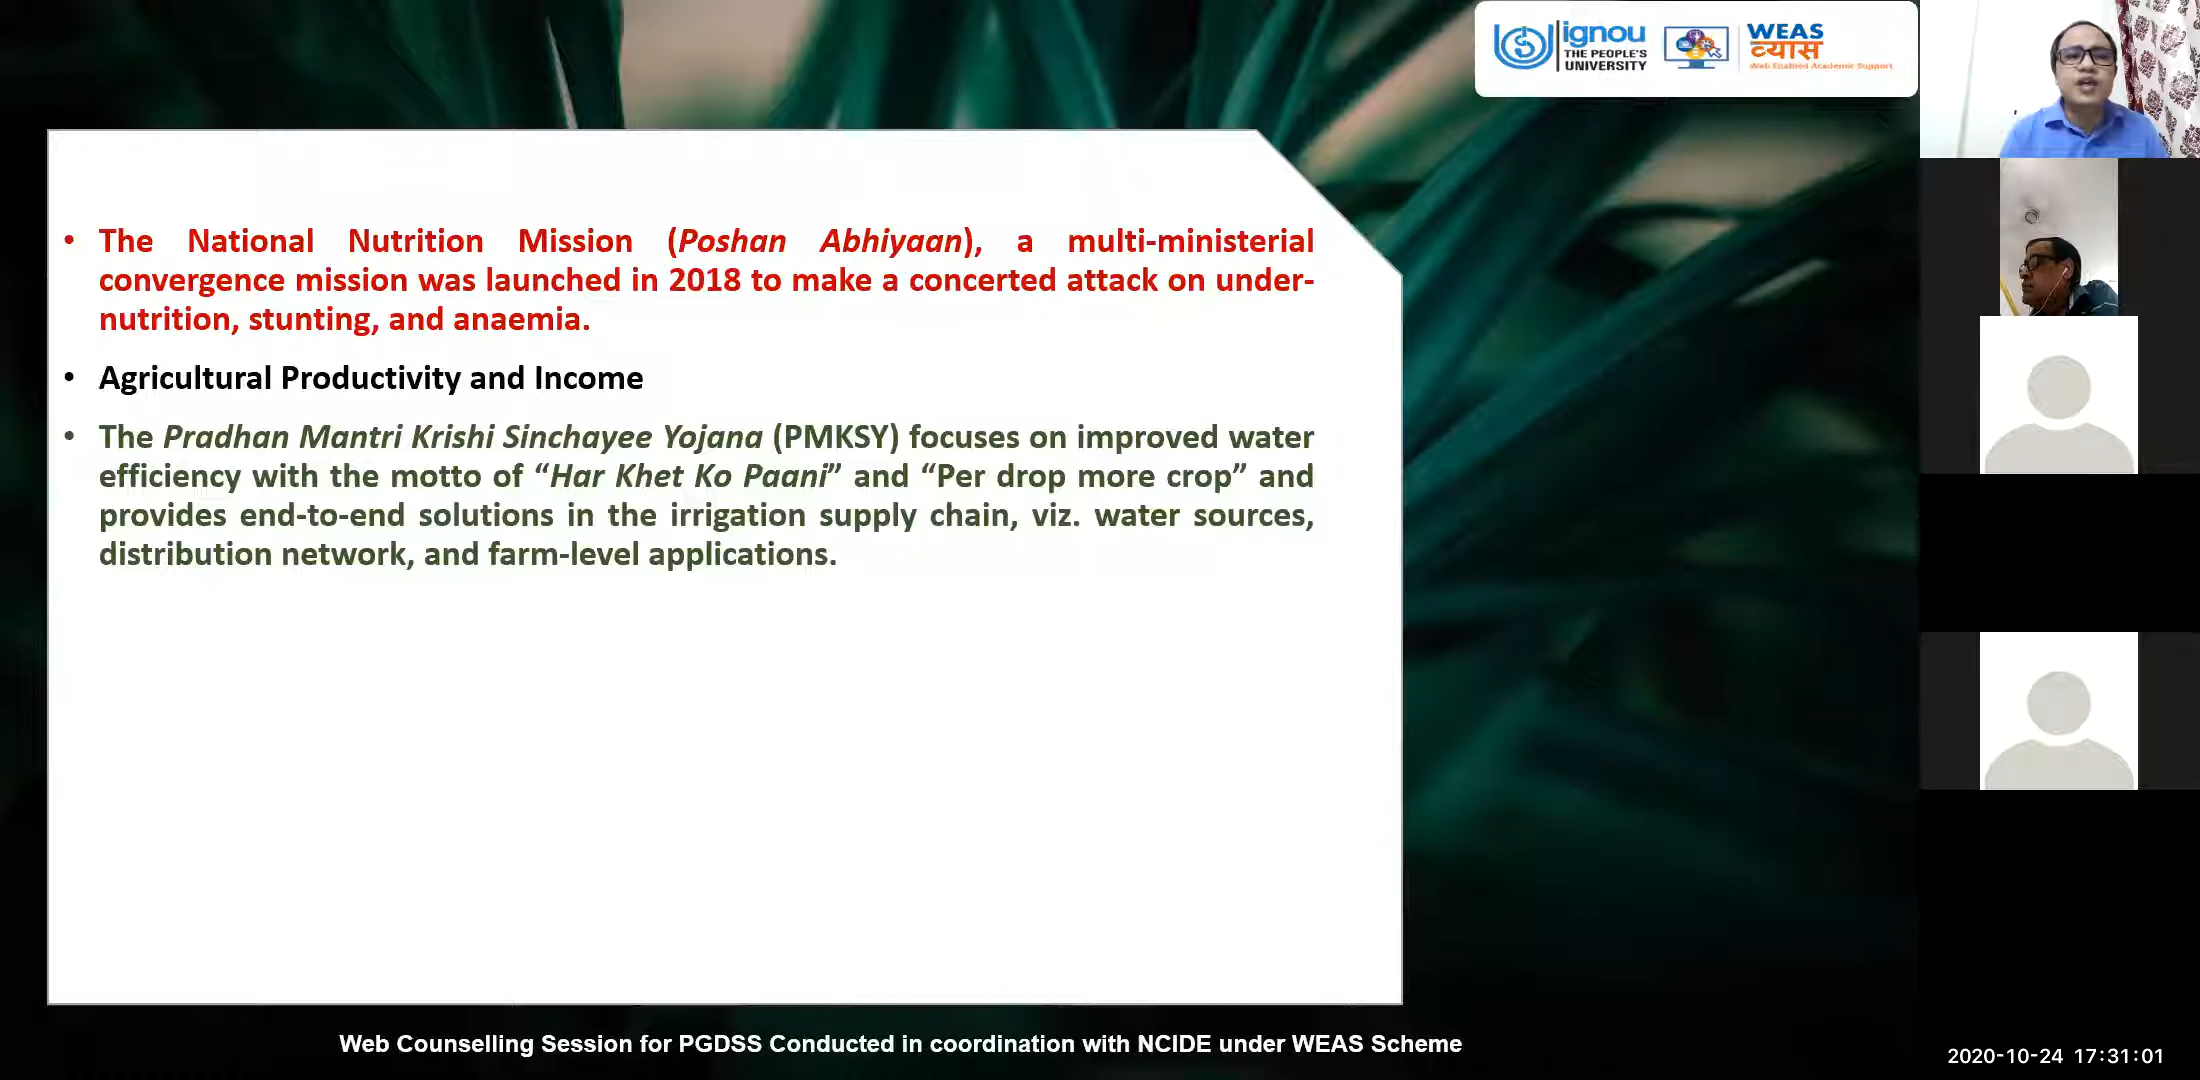 ignou
THE PEOPLE'S
UNIVERSITY
WEAS
व्यास
Web Enabled Academic Support
• The National Nutrition Mission (Poshan Abhiyaan), a multi-ministerial
convergence mission was launched in 2018 to make a concerted attack on under-
nutrition, stunting, and anaemia.
• Agricultural Productivity and Income
• The Pradhan Mantri Krishi Sinchayee Yojana (PMKSY) focuses on improved water
efficiency with the motto of “Har Khet Ko Paani” and “Per drop more crop” and
provides end-to-end solutions in the irrigation supply chain, viz. water sources,
distribution network, and farm-level applications.
Web Counselling Session for PGDSS Conducted in coordination with NCIDE under WEAS Scheme
2020-10-24 17:31:01